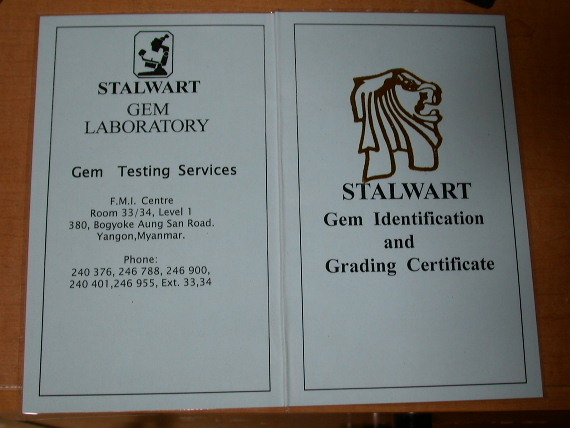 STALWART
GEM
LABORATORY
Gem Testing Services
F.M.I. Centre
Room 33/34, Level 1
380, Bogyoke Aung San Road.
Yangon,Myanmar.
Phone:
240 376, 246 788, 246 900,
240 401,246 955, Ext. 33,34
STALWART
Gem Identification
and
Grading Certificate